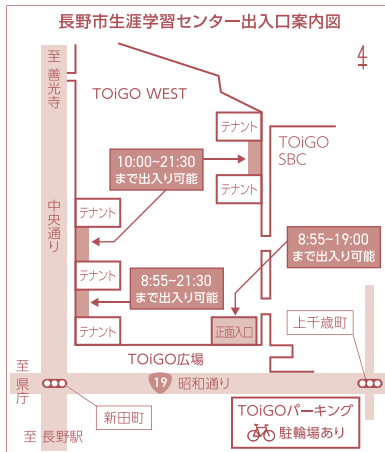 長野市生涯学習センター出入口案内図
至 善光寺
4
TOiGO WEST
テナント
TOiGO
SBC
10:00~21:30
まで出入り可能
テナント
中央通り
テナント
8:55~19:00
まで出入り可能
テナント
8:55~21:30
まで出入り可能
テナント
正面入口
上千歳町
TOiGO広場
至 県庁
19 昭和通り
新田町
至 長野駅
TOiGOパーキング
駐輪場あり